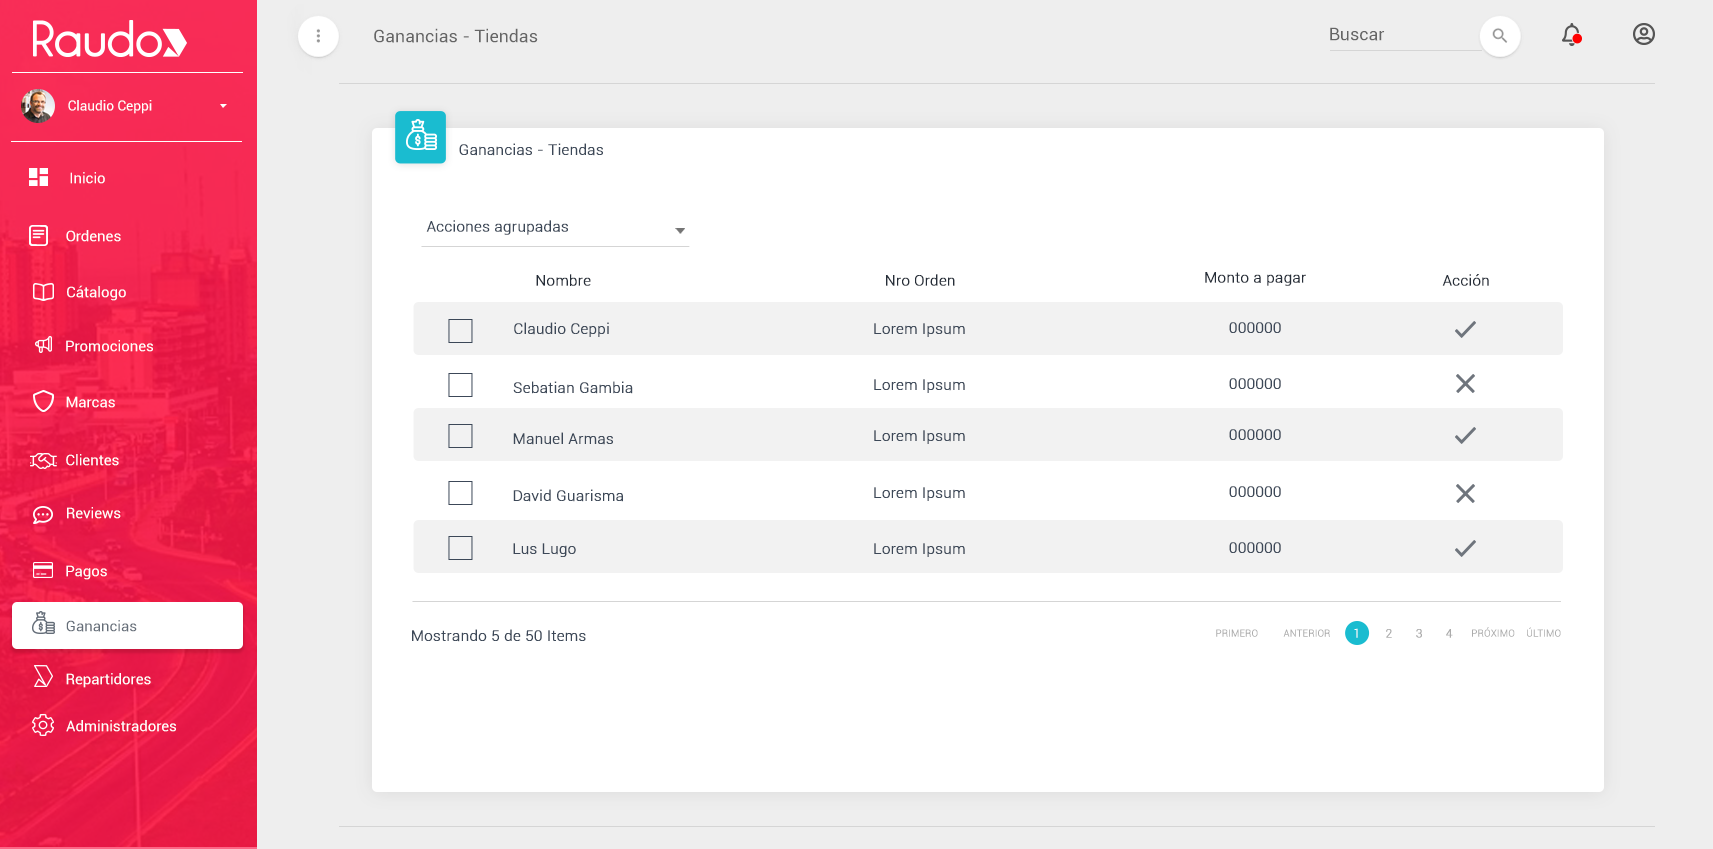 Raudo
Claudio Ceppi
Inicio
Ordenes
Cátalogo
Promociones
Marcas
Clientes
Reviews
Pagos
Ganancias
Repartidores
Administradores
Ganancias - Tiendas
Buscar
Ganancias - Tiendas
Acciones agrupadas
Nombre Nro Orden Monto a pagar Acción
Claudio Ceppi Lorem Ipsum 000000
Sebatian Gambia Lorem Ipsum 000000
Manuel Armas Lorem Ipsum 000000
David Guarisma Lorem Ipsum 000000
Lus Lugo Lorem Ipsum 000000
Mostrando 5 de 50 Items
PRIMERO ANTERIOR 1 2 3 4 PRÓXIMO ÚLTIMO